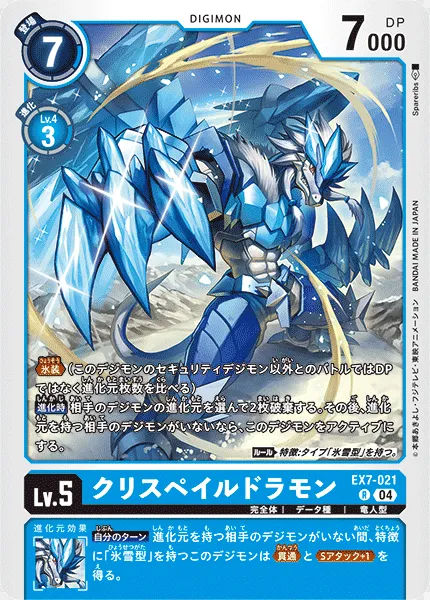 DIGIMON
登場
7
7000
DP
進化
Lv.4
3
Spareribs
©本郷あきよし・フジテレビ・東映アニメーション BANDAI MADE IN JAPAN
氷装 (このデジモンのセキュリティデジモン以外とのバトルではDP
ではなく進化元枚数を比べる)
進化時 相手のデジモンの進化元を選んで2枚破棄する。その後、進化
元を持つ相手のデジモンがいないなら、このデジモンをアクティブに
する。
ルール 特徴:タイプ「氷雪型」を持つ。
Lv.5
クリスペイルドラモン
EX7-021
R 04
完全体 データ種 竜人型
進化元効果
自分のターン 進化元を持つ相手のデジモンがいない間、特徴
に「氷雪型」を持つこのデジモンは 貫通 と Sアタック+1 を
得る。